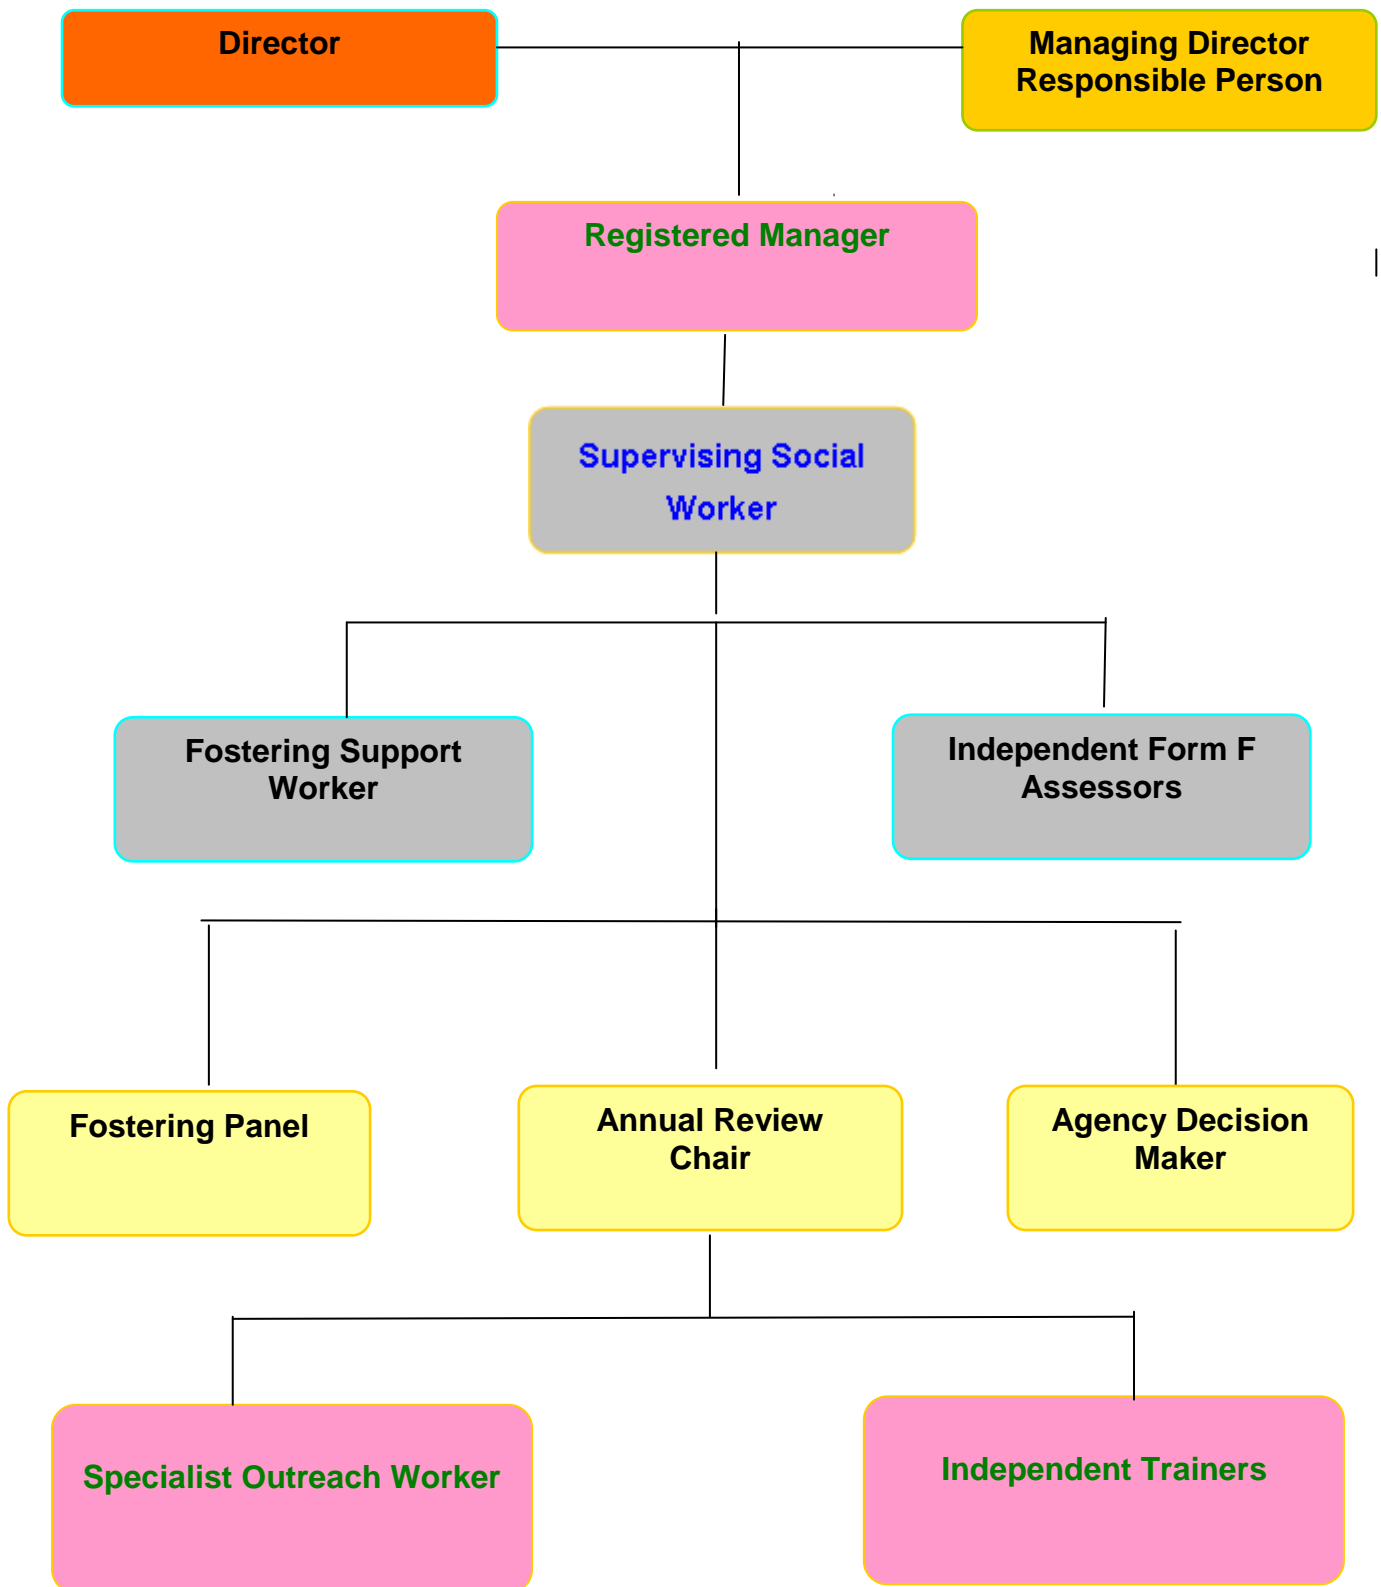 Director
Managing Director
Responsible Person
Registered Manager
Supervising Social
Worker
Fostering Support
Worker
Independent Form F
Assessors
Fostering Panel
Annual Review
Chair
Agency Decision
Maker
Specialist Outreach Worker
Independent Trainers